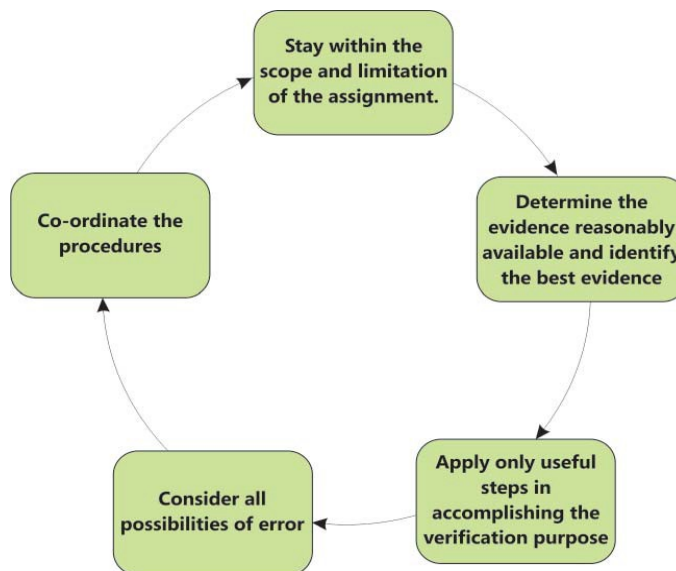 Stay within the
scope and limitation
of the assignment.
Determine the
evidence reasonably
available and identify
the best evidence
Apply only useful
steps in
accomplishing the
verification purpose
Consider all
possibilities of error
Co-ordinate the
procedures